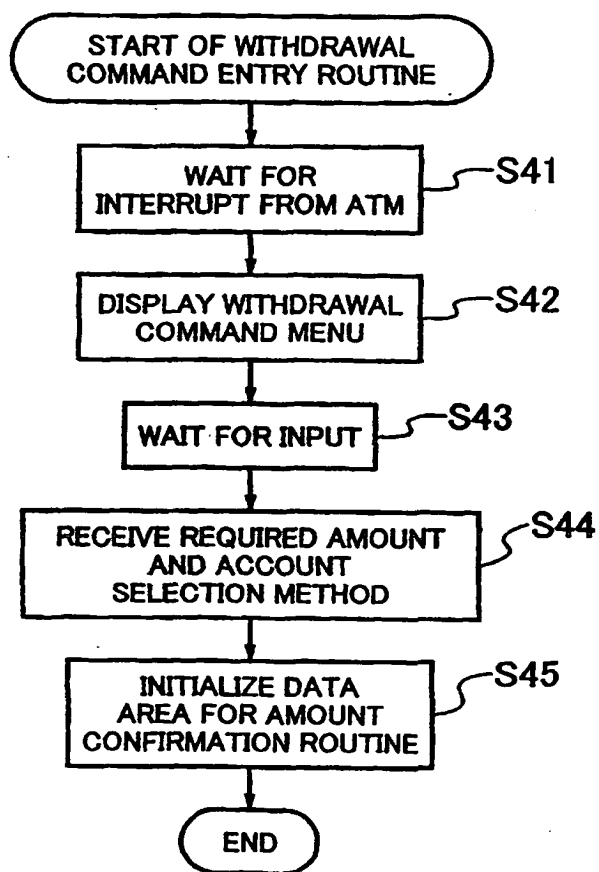 START OF WITHDRAWAL
COMMAND ENTRY ROUTINE
WAIT FOR
INTERRUPT FROM ATM
S41
DISPLAY WITHDRAWAL
COMMAND MENU
S42
WAIT FOR INPUT
S43
RECEIVE REQUIRED AMOUNT
AND ACCOUNT
SELECTION METHOD
S44
INITIALIZE DATA
AREA FOR AMOUNT
CONFIRMATION ROUTINE
S45
END